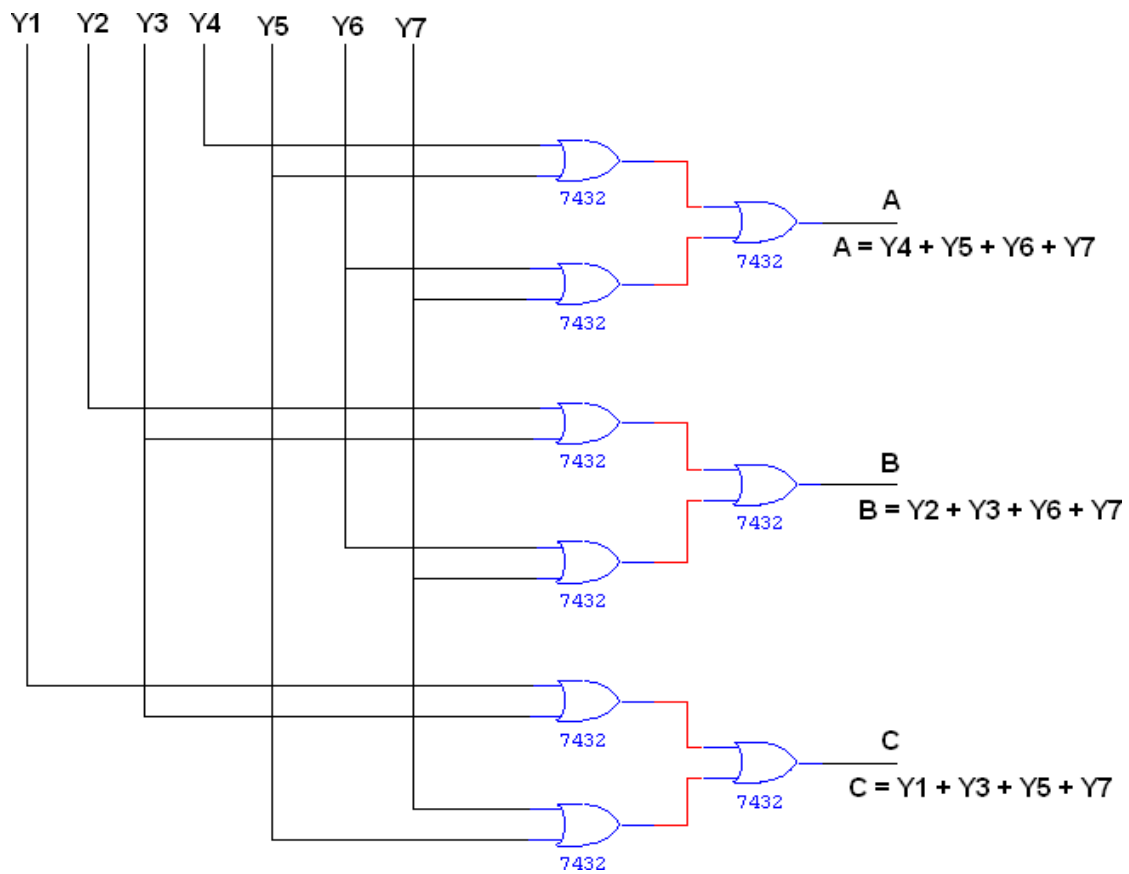 Y1 Y2 Y3 Y4 Y5 Y6 Y7
7432
A
7432
A = Y4 + Y5 + Y6 + Y7
7432
7432
B
7432
B = Y2 + Y3 + Y6 + Y7
7432
7432
C
7432
C = Y1 + Y3 + Y5 + Y7
7432